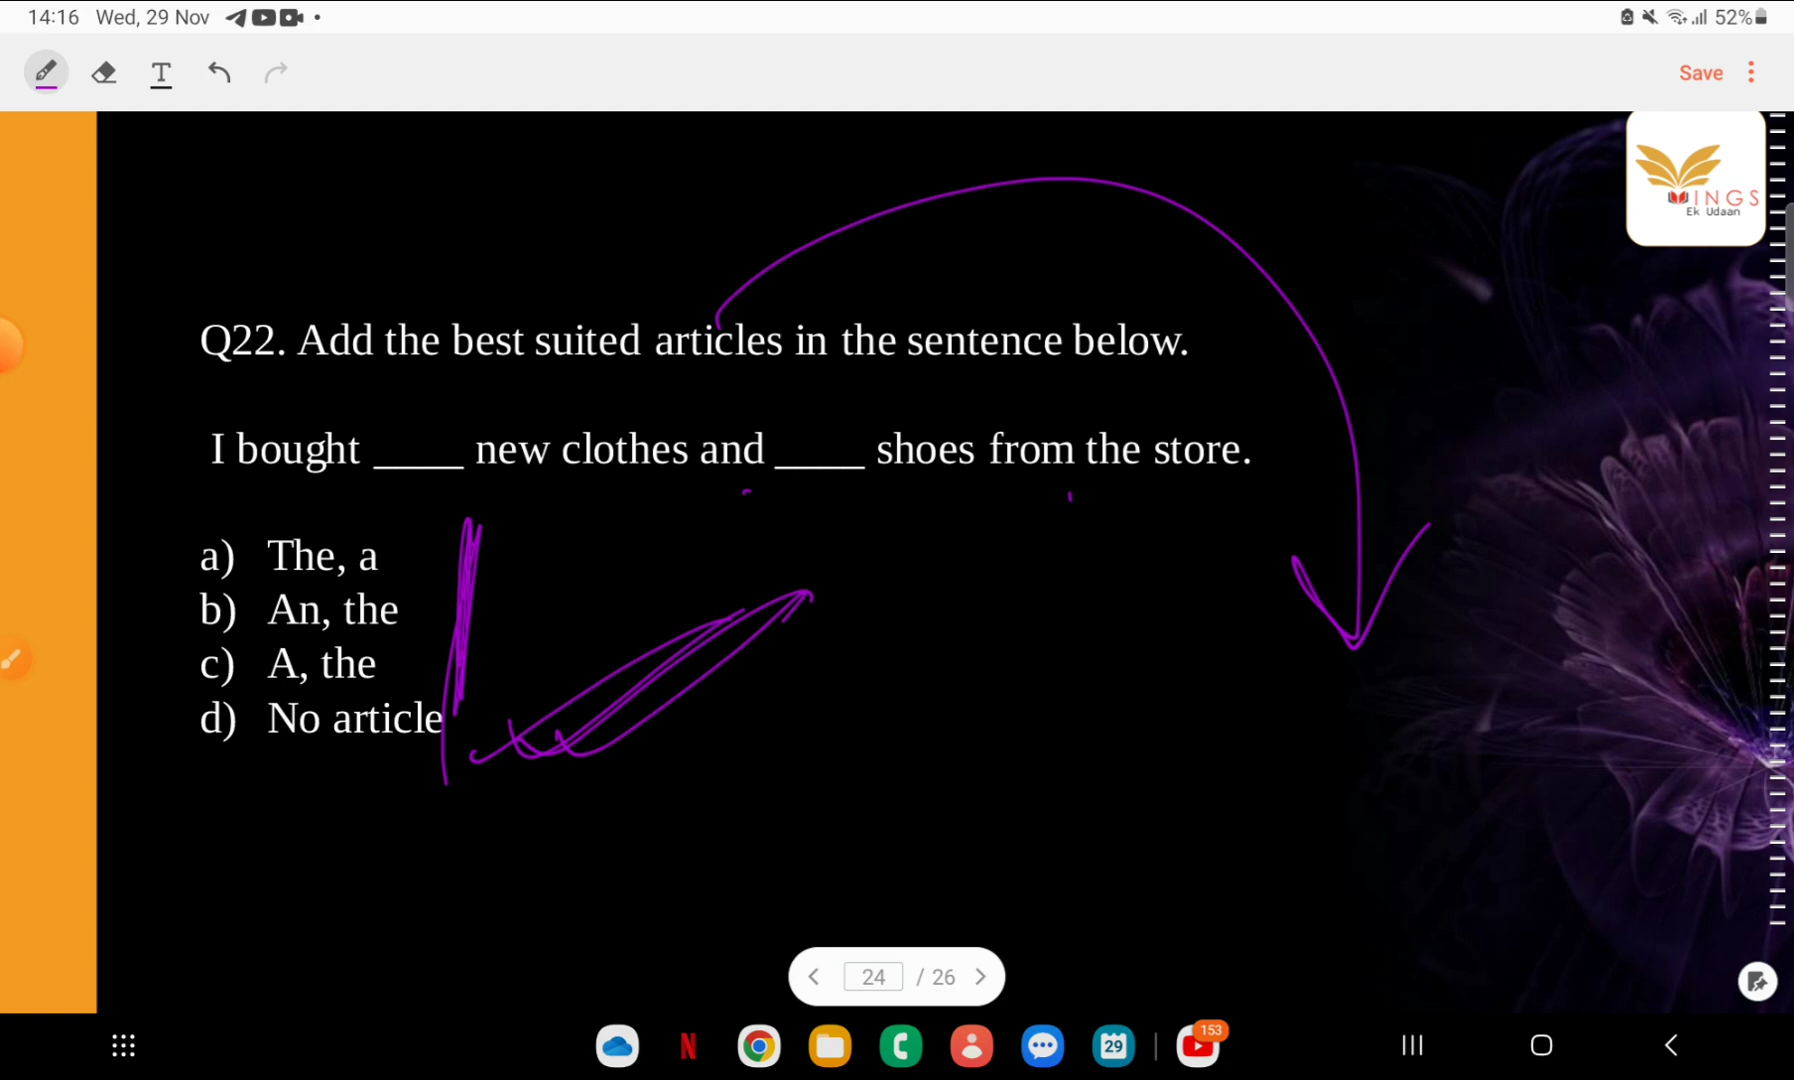 14:16 Wed, 29 Nov
52%
T
Save
WINGS
Ek Udaan
Q22. Add the best suited articles in the sentence below.
I bought ____ new clothes and ____ shoes from the store.
a) The, a
b) An, the
c) A, the
d) No article
24 / 26
N
29
153